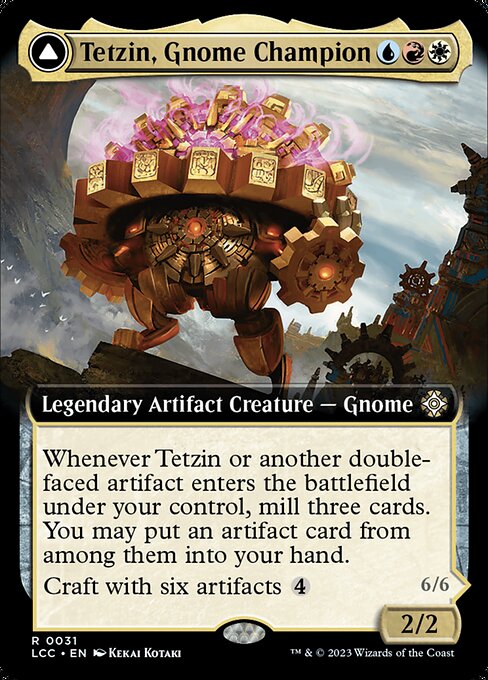 Tetzin, Gnome Champion
Legendary Artifact Creature — Gnome
Whenever Tetzin or another double-
faced artifact enters the battlefield
under your control, mill three cards.
You may put an artifact card from
among them into your hand.
Craft with six artifacts 4
6/6
2/2
R 0031
LCC • EN KEKAI KOTAKI
™ & © 2023 Wizards of the Coast